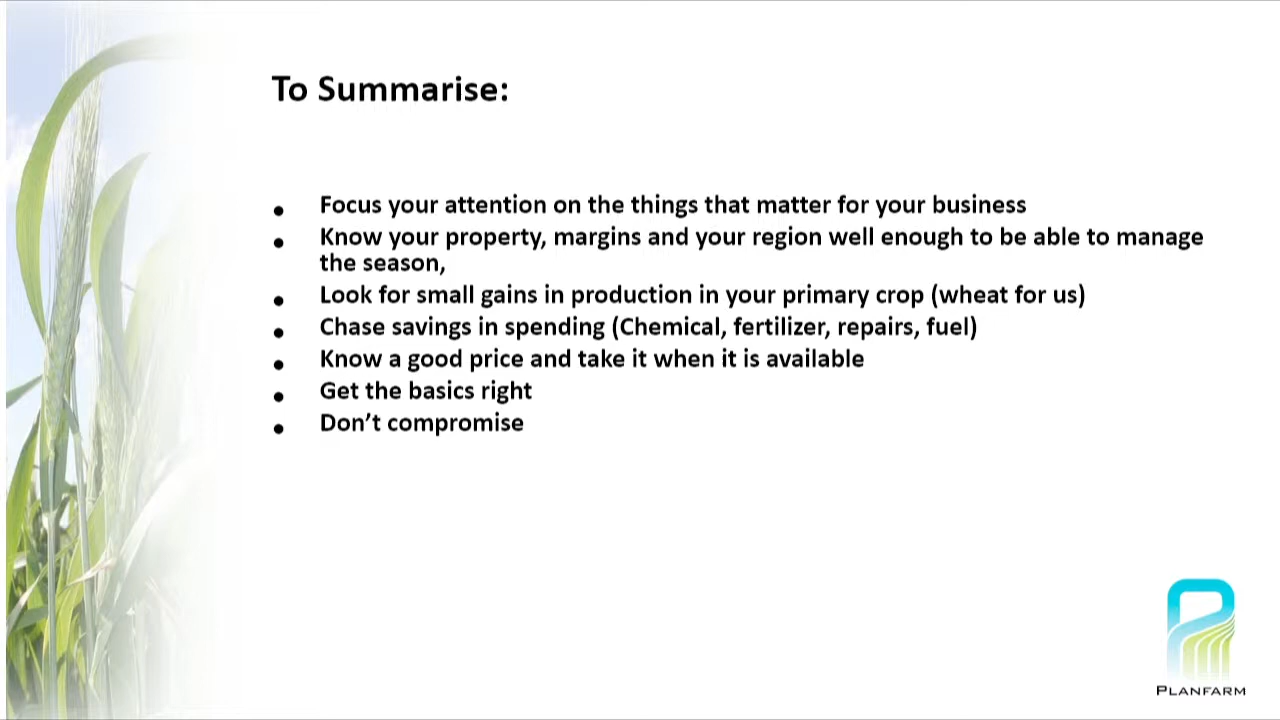 To Summarise:
• Focus your attention on the things that matter for your business
• Know your property, margins and your region well enough to be able to manage
the season,
• Look for small gains in production in your primary crop (wheat for us)
• Chase savings in spending (Chemical, fertilizer, repairs, fuel)
• Know a good price and take it when it is available
• Get the basics right
• Don’t compromise
PLANFARM